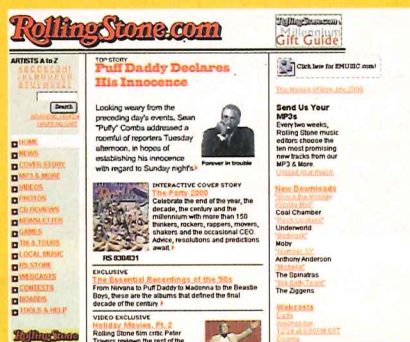 RollingStone.com
RollingStone.com
Millennium
Gift Guide
ARTISTS A to Z
A B C D E F G H I
J K L M N O P Q R
S T U V W X Y Z
Search
ADVANCED SEARCH
HOME
NEWS
COVER STORY
MP3 & MORE
VIDEOS
PHOTOS
CD REVIEWS
NEWSLETTER
GAMES
TIX & TOURS
LOCAL MUSIC
RS STORE
WEBCASTS
CONTESTS
BOARDS
TOOLS & HELP
RollingStone
TOP STORY
Puff Daddy Declares
His Innocence
Looking weary from the
preceding day's events, Sean
"Puffy" Combs addressed a
roomful of reporters Tuesday
afternoon, in hopes of
establishing his innocence
with regard to Sunday night's
Forever in trouble
INTERACTIVE COVER STORY
The Party 2000
Celebrate the end of the year, the
decade, the century and the
millennium with more than 150
thinkers, rockers, rappers, movers,
shakers and the occasional CEO.
Advice, resolutions and predictions
await.
RS 830/831
EXCLUSIVE
The Essential Recordings of the '90s
From Nirvana to Puff Daddy to Madonna to the Beastie
Boys, these are the albums that defined the final
decade of the century
VIDEO EXCLUSIVE
Holiday Movies, Pt. 2
Rolling Stone film critic Peter
Travers reviews the rest of the
Click here for EMUSIC.com!
Send Us Your
MP3s
Every two weeks,
Rolling Stone music
editors choose the
ten most promising
new tracks from our
MP3 & More.
Upload your music
New Downloads
Coal Chamber
Underworld
Moby
Anthony Anderson
The Spinatras
The Ziggens
Webcasts
Wednesday